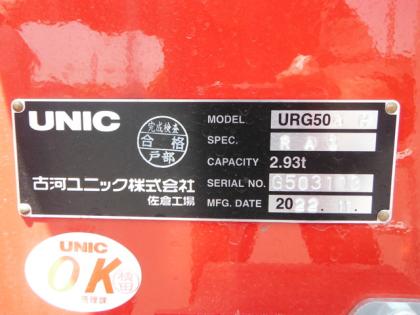 UNIC
完成検査
合格
戸部
古河ユニック株式会社
佐倉工場
MODEL URG50
SPEC.
CAPACITY 2.93t
SERIAL NO.
MFG. DATE 2022.11.
UNIC
OK